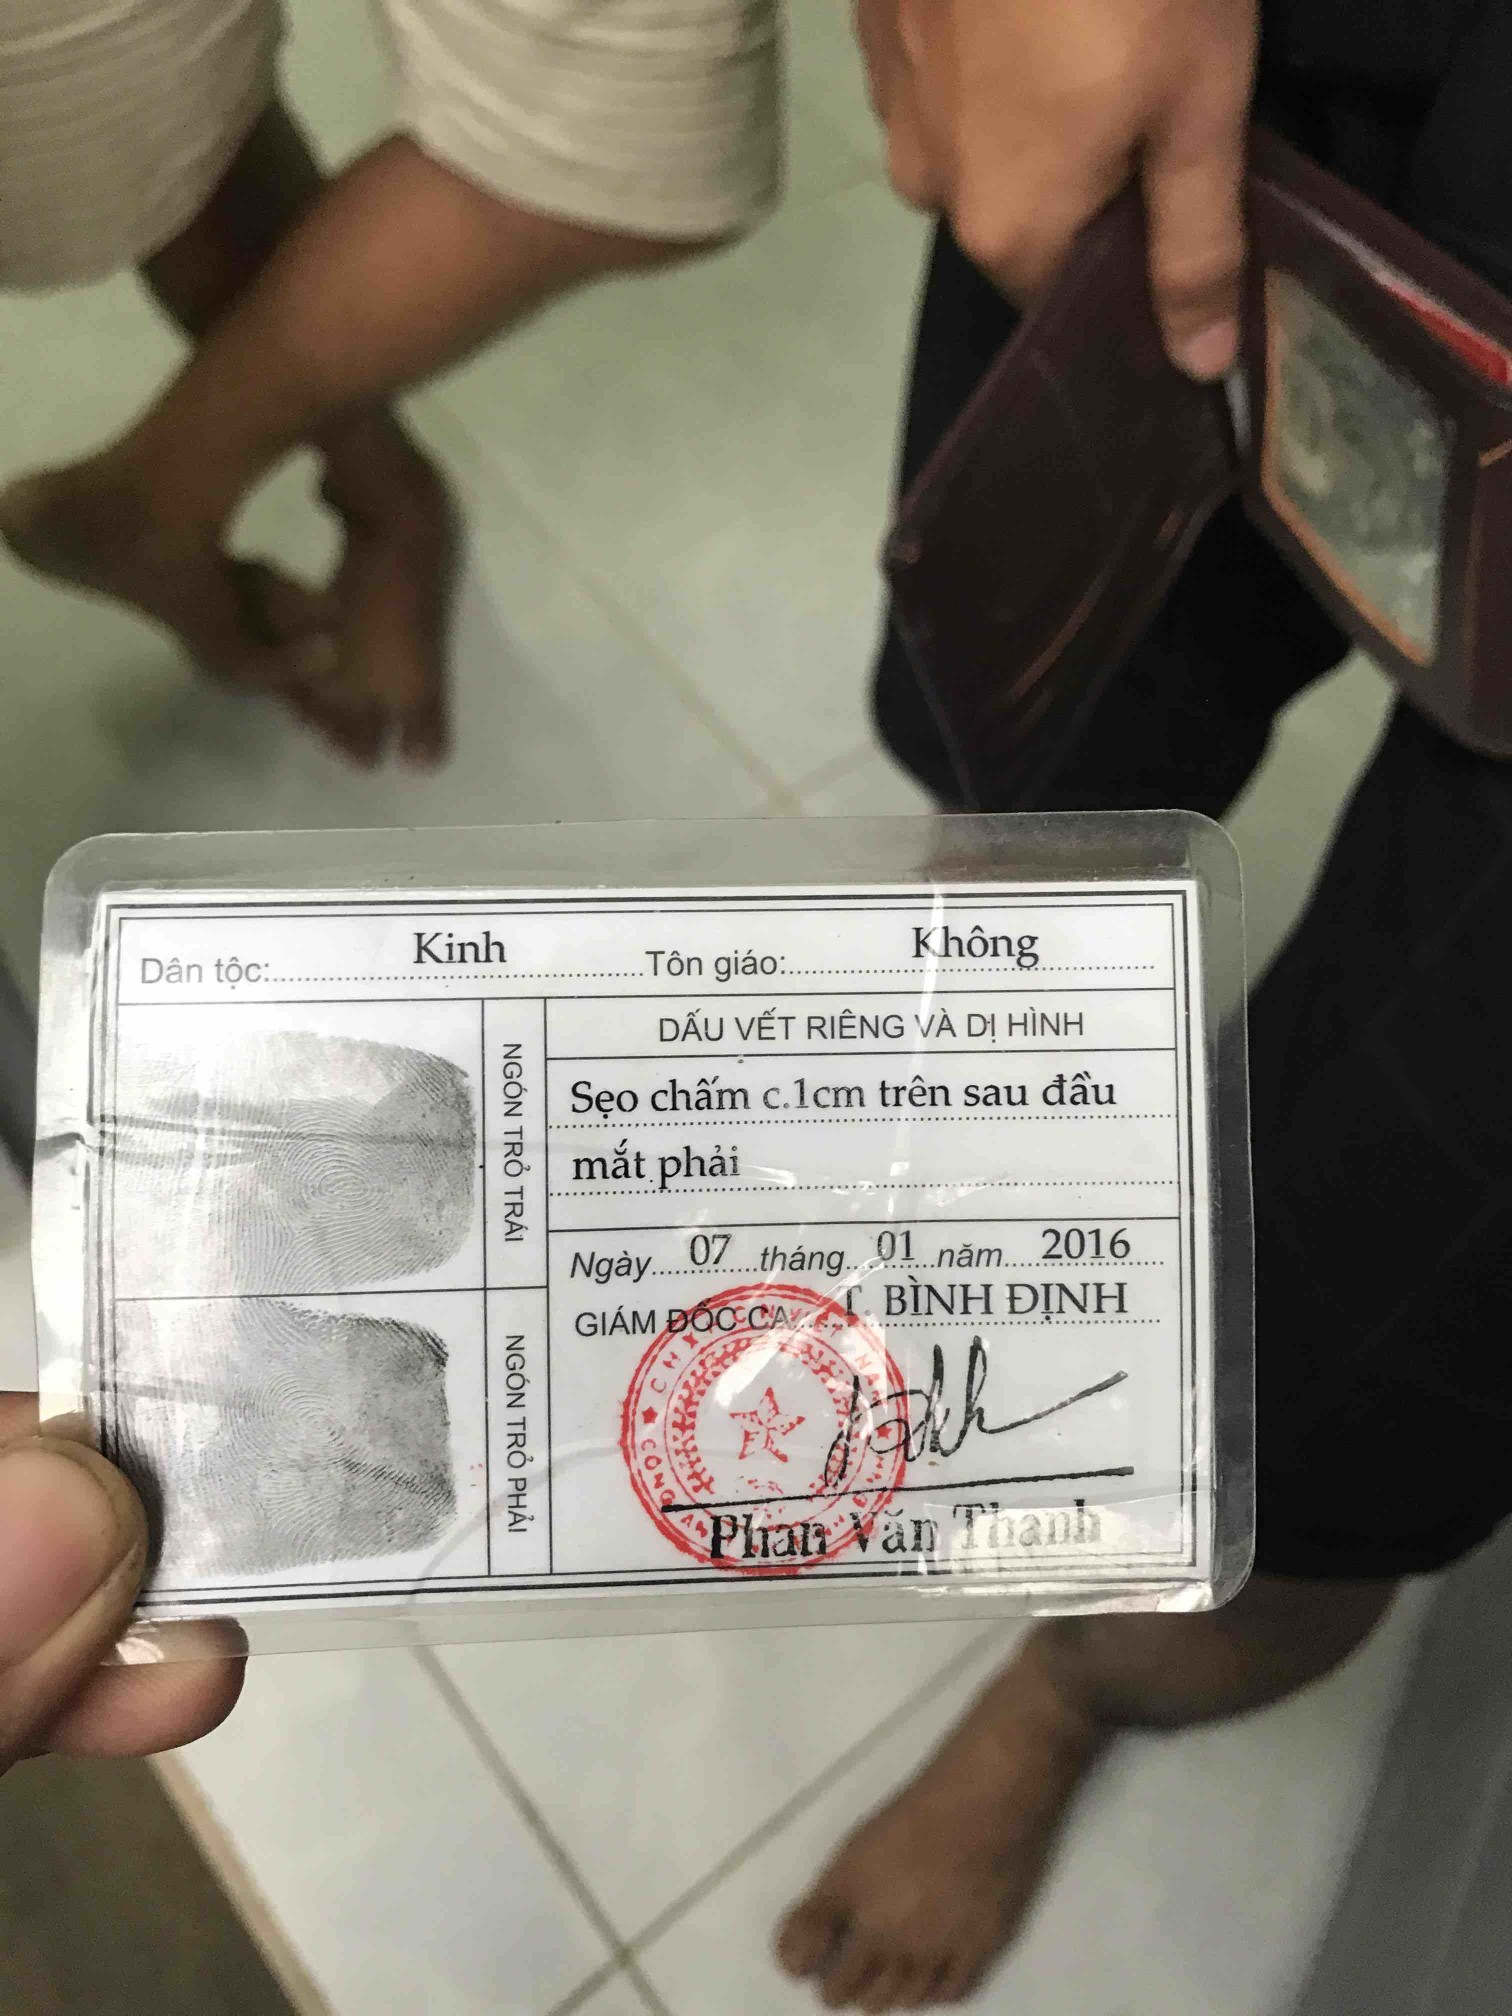 Dân tộc: Kinh Tôn giáo: Không
NGÓN TRỎ TRÁI
DẤU VẾT RIÊNG VÀ DỊ HÌNH
Sẹo chấm c.1cm trên sau đầu
mắt phải
NGÓN TRỎ PHẢI
Ngày 07 tháng 01 năm 2016
GIÁM ĐỐC CA T. BÌNH ĐỊNH
Phan Văn Thanh